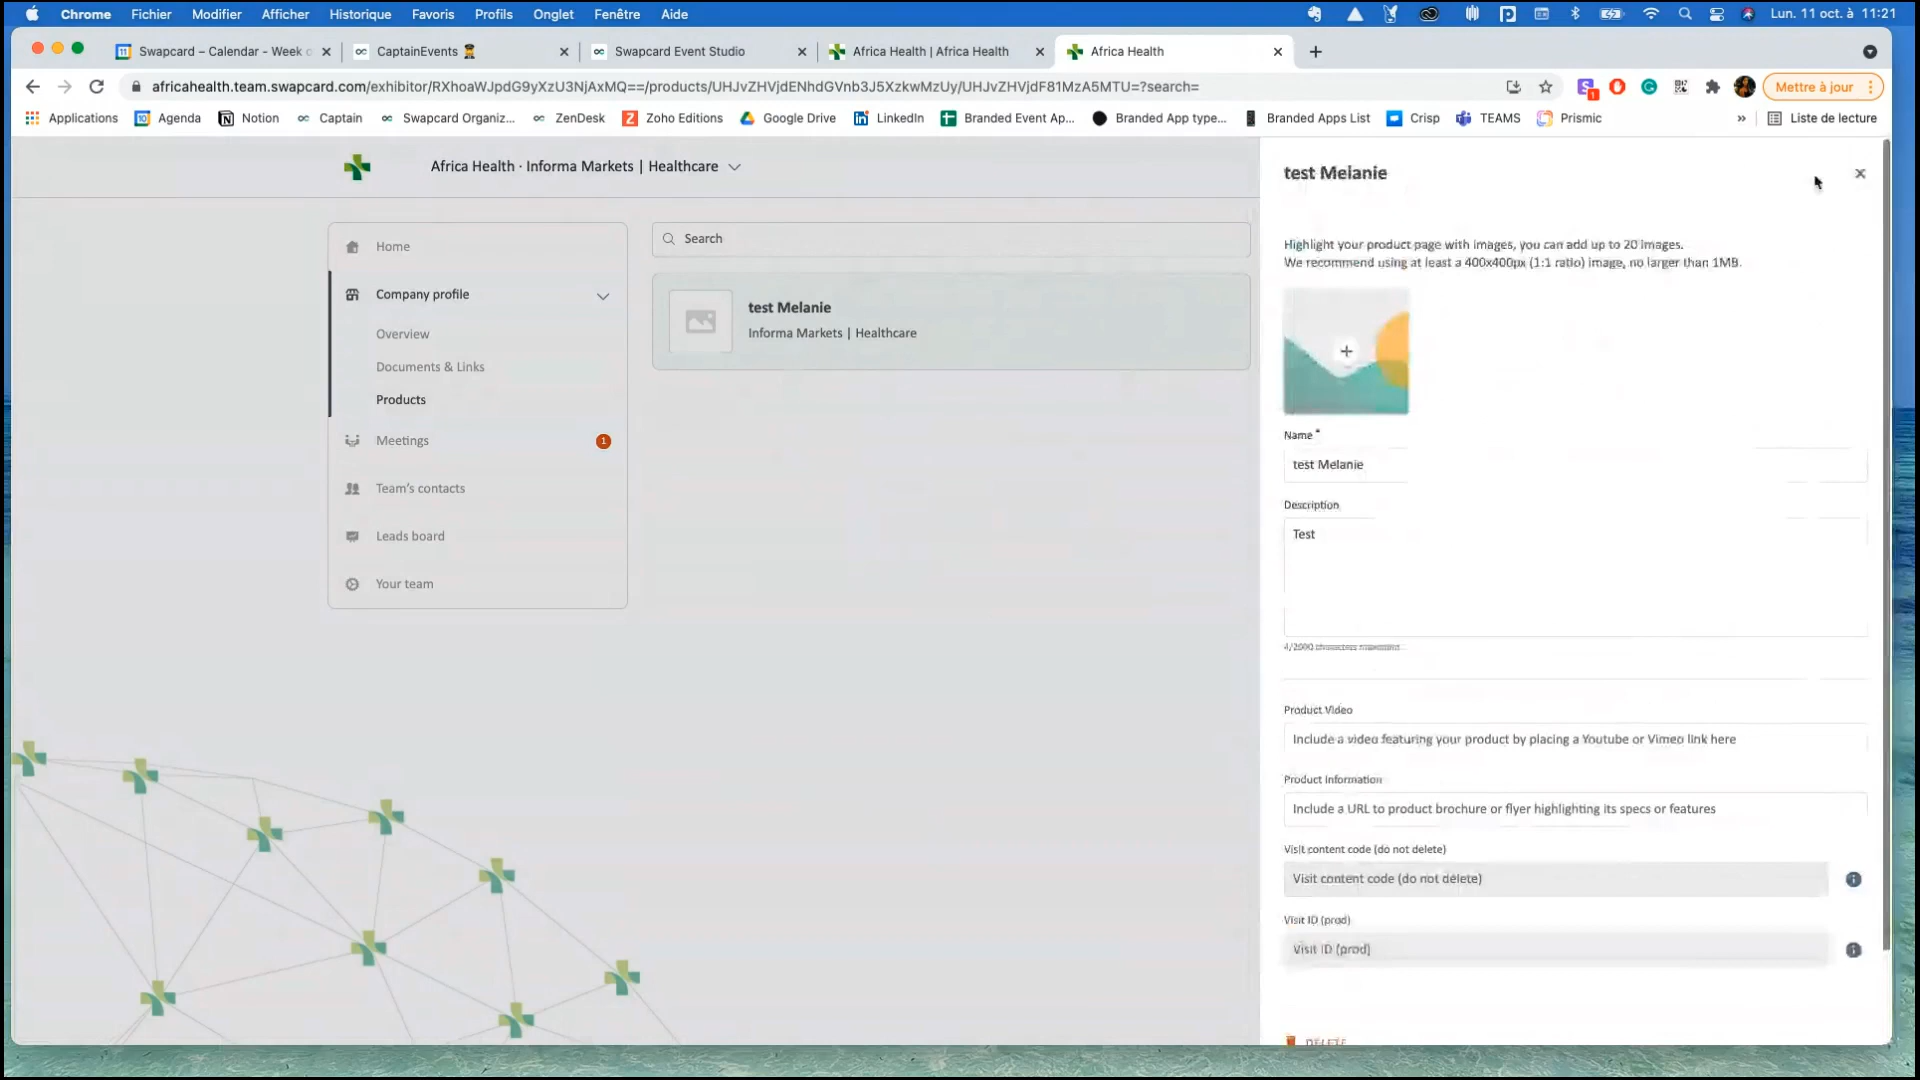 Chrome Fichier Modifier Afficher Historique Favoris Profils Onglet Fenêtre Aide Lun. 11 oct. à 11:21
Swapcard – Calendar - Week o CaptainEvents Swapcard Event Studio Africa Health | Africa Health Africa Health
africahealth.team.swapcard.com/exhibitor/RXhoaWJpdG9yXzU3NjAxMQ==/products/UHJvZHVjdENhdGVnb3J5XzkwMzUy/UHJvZHVjdF81MzA5MTU=?search= Mettre à jour
Applications Agenda Notion Captain Swapcard Organiz... ZenDesk Zoho Editions Google Drive LinkedIn Branded Event Ap... Branded App type... Branded Apps List Crisp TEAMS Prismic » Liste de lecture
Africa Health · Informa Markets | Healthcare
Home
Company profile
Overview
Documents & Links
Products
Meetings 1
Team's contacts
Leads board
Your team
Search
test Melanie
Informa Markets | Healthcare
test Melanie
Highlight your product page with images, you can add up to 20 images.
We recommend using at least a 400x400px (1:1 ratio) image, no larger than 1MB.
Name *
test Melanie
Description
Test
4/2000 characters maximum
Product Video
Include a video featuring your product by placing a Youtube or Vimeo link here
Product Information
Include a URL to product brochure or flyer highlighting its specs or features
Visit content code (do not delete)
Visit content code (do not delete)
Visit ID (prod)
Visit ID (prod)
DELETE